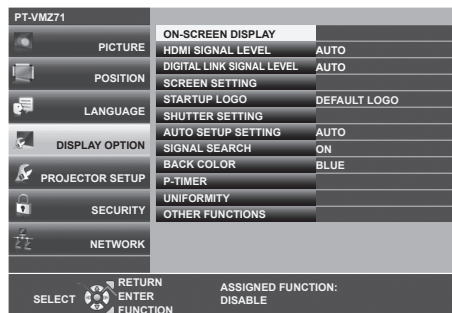 PT-VMZ71
PICTURE
POSITION
LANGUAGE
DISPLAY OPTION
PROJECTOR SETUP
SECURITY
NETWORK
ON-SCREEN DISPLAY
HDMI SIGNAL LEVEL AUTO
DIGITAL LINK SIGNAL LEVEL AUTO
SCREEN SETTING
STARTUP LOGO DEFAULT LOGO
SHUTTER SETTING
AUTO SETUP SETTING AUTO
SIGNAL SEARCH ON
BACK COLOR BLUE
P-TIMER
UNIFORMITY
OTHER FUNCTIONS
SELECT
RETURN
ENTER
FUNCTION
ASSIGNED FUNCTION:
DISABLE